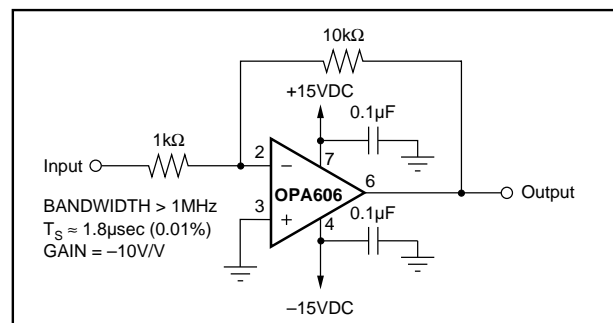 10kΩ
+15VDC
0.1µF
1kΩ
7
Input
2
–
OPA606
6
Output
BANDWIDTH > 1MHz
3
+
0.1µF
T_S ≈ 1.8µsec (0.01%)
4
GAIN = –10V/V
–15VDC